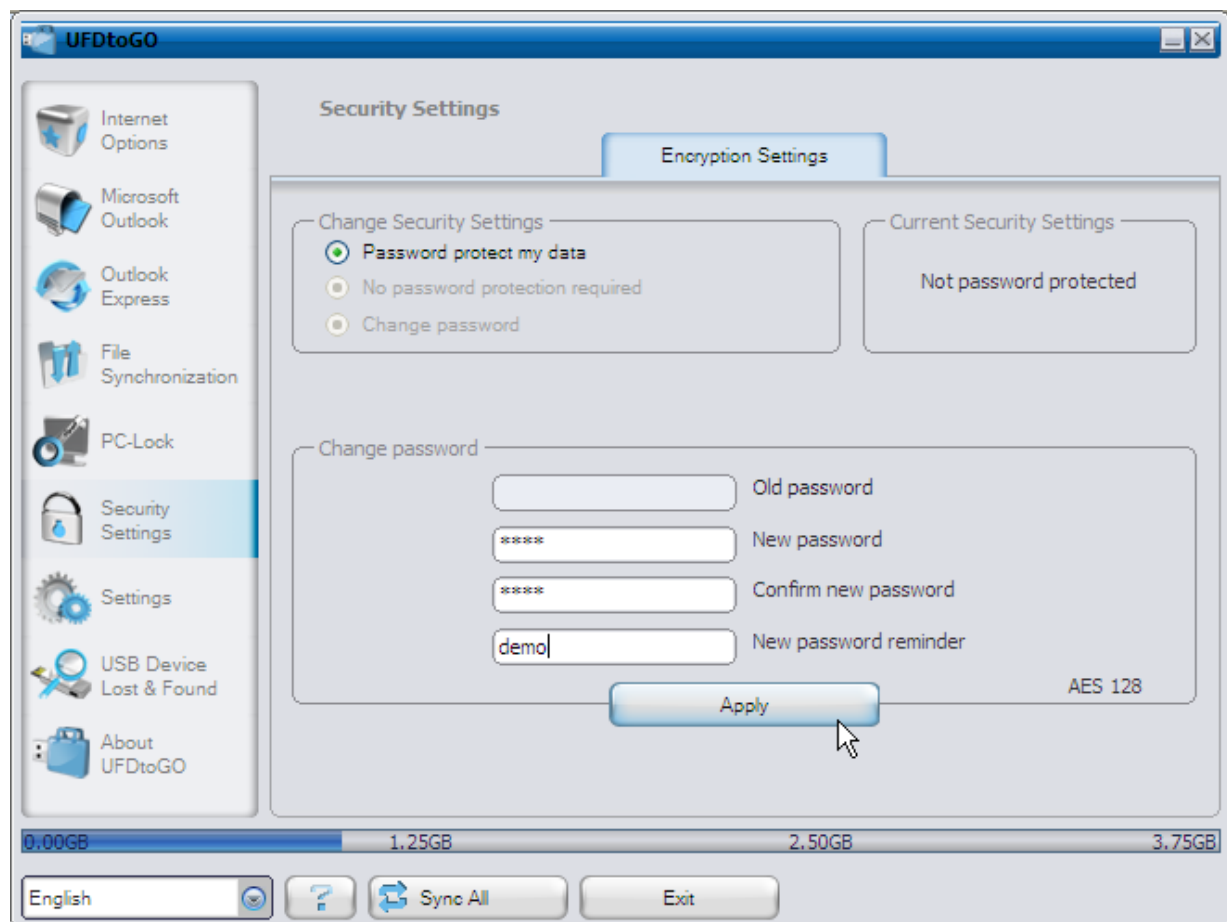 UFDtoGO
Internet
Options
Microsoft
Outlook
Outlook
Express
File
Synchronization
PC-Lock
Security
Settings
Settings
USB Device
Lost & Found
About
UFDtoGO
Security Settings
Encryption Settings
Change Security Settings
Password protect my data
No password protection required
Change password
Current Security Settings
Not password protected
Change password
Old password
**** New password
**** Confirm new password
demo New password reminder
AES 128
Apply
0.00GB 1.25GB 2.50GB 3.75GB
English ? Sync All Exit